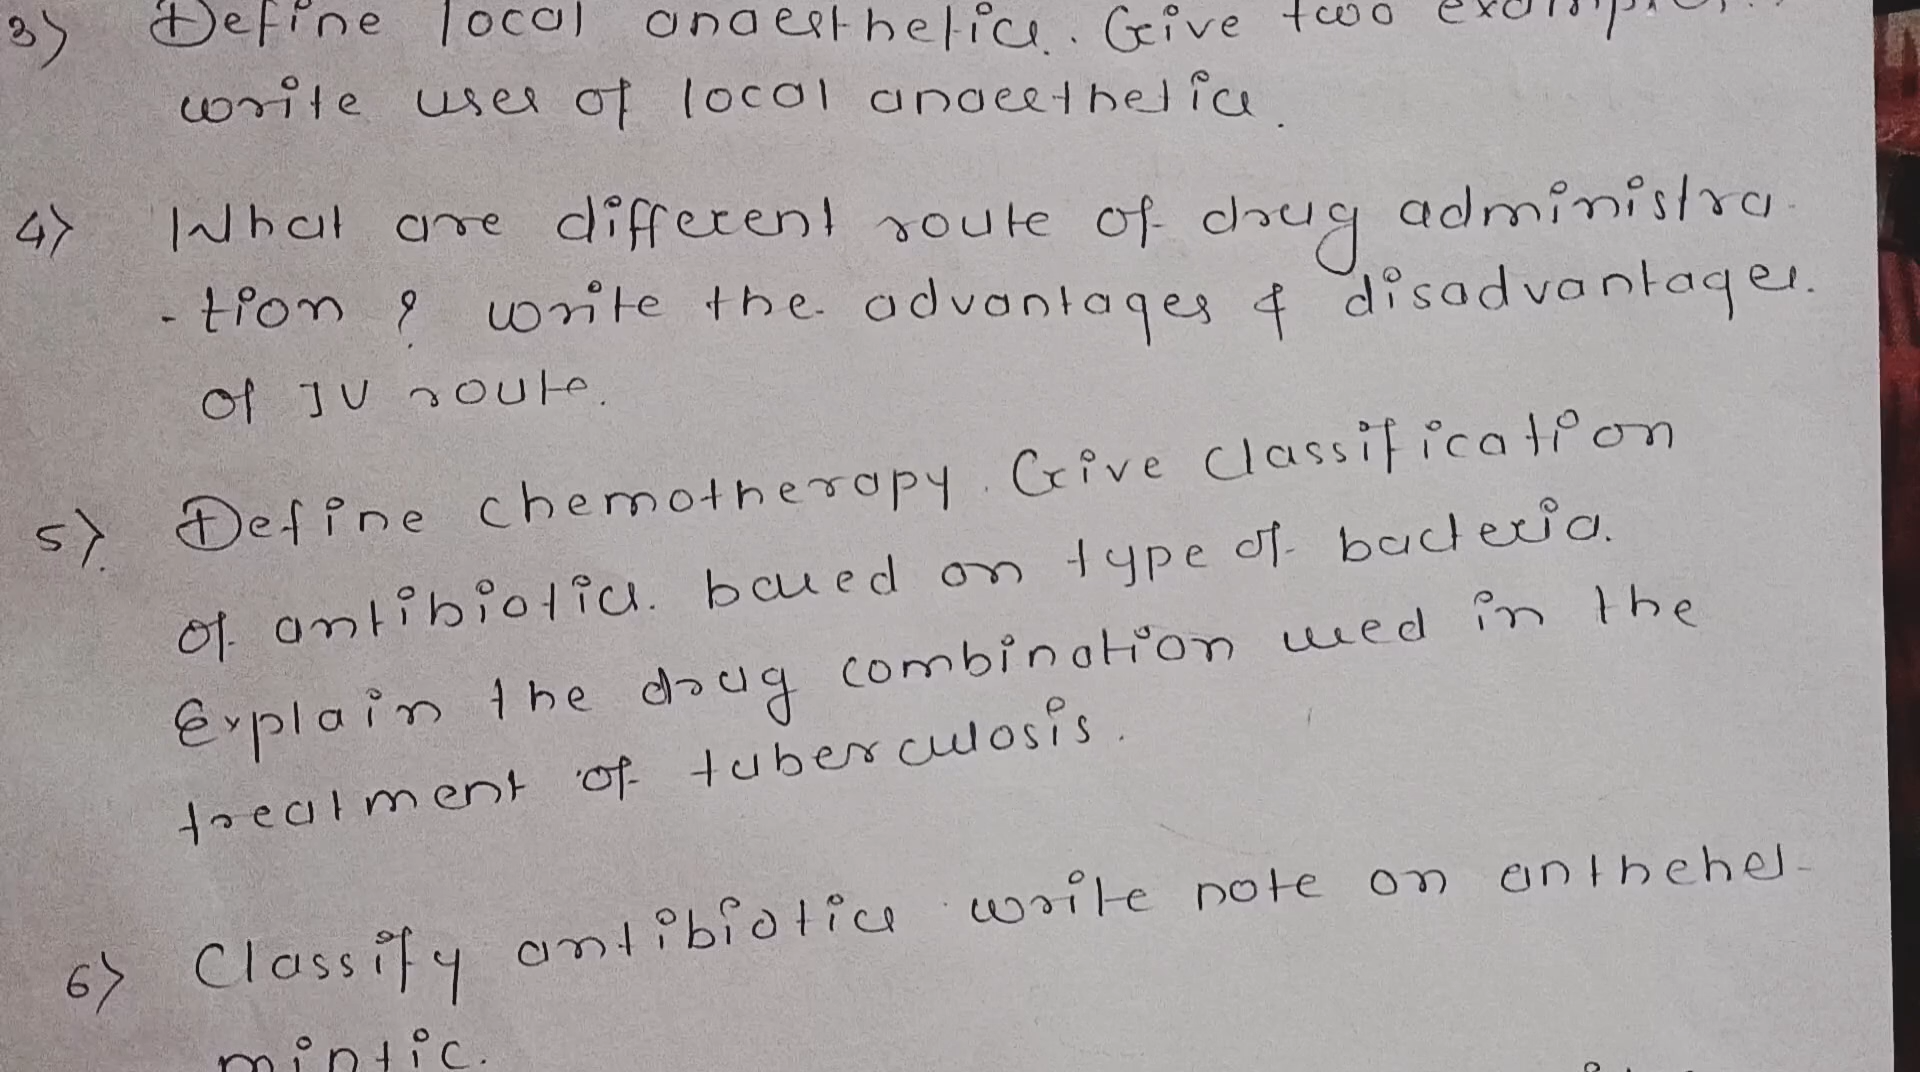 3) Define local anaesthetics. Give two examples.
write uses of local anaesthetics.
4) What are different route of drug administra-
-tion ? write the advantages & disadvantages.
of IV route.
5) Define chemotherapy. Give classification
of antibiotics. based on type of bacteria.
Explain the drug combination used in the
treatment of tuberculosis.
6) Classify antibiotics write note on anthehel-
mintic.